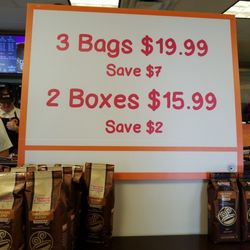 3 Bags $19.99
Save $7
2 Boxes $15.99
Save $2